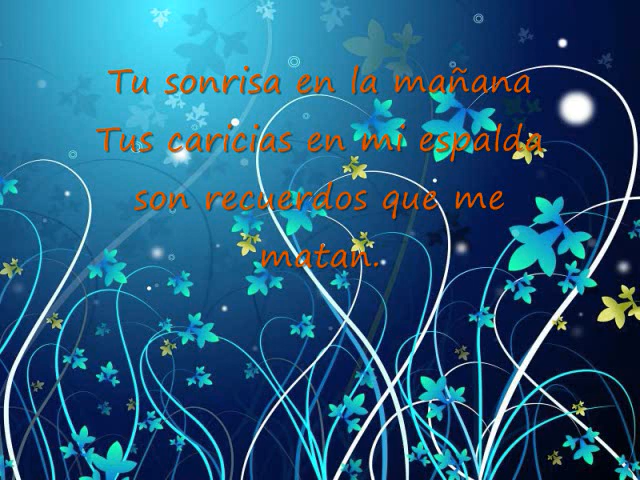 Tu sonrisa en la mañana
Tus caricias en mi espalda
son recuerdos que me
matan.